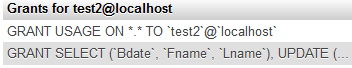 Grants for test2@localhost
GRANT USAGE ON *.* TO `test2`@`localhost`
GRANT SELECT (`Bdate`, `Fname`, `Lname`), UPDATE (...